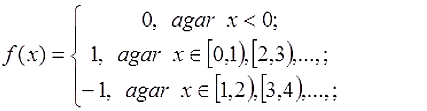 0, agar x < 0;
f(x) = { 1, agar x ∈ [0,1), [2,3),...,;
−1, agar x ∈ [1,2), [3,4),...,;